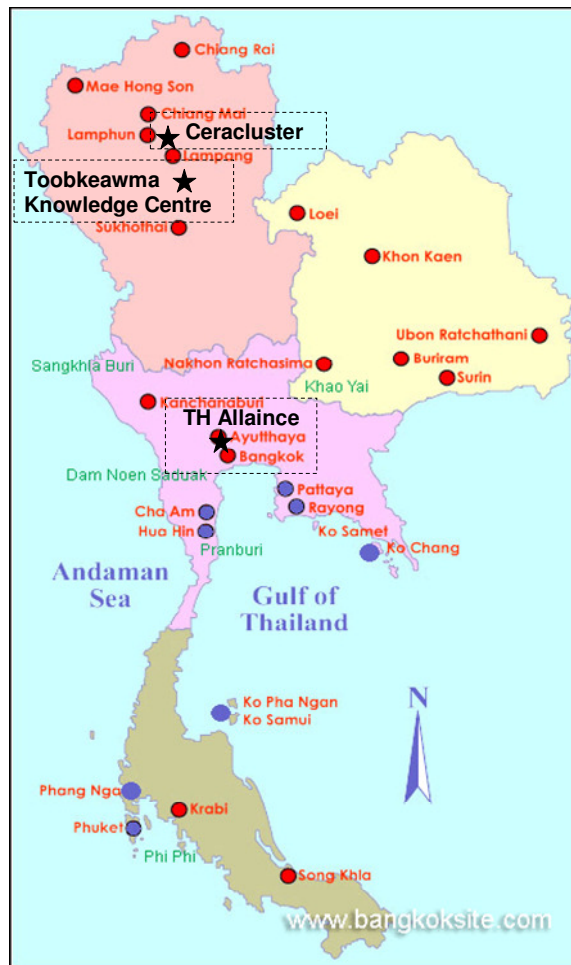 Chiang Rai
Mae Hong Son
Chiang Mai
Lamphun
Ceracluster
Lampang
Toobkeawma
Knowledge Centre
Sukhothai
Loei
Khon Kaen
Ubon Ratchathani
Buriram
Surin
Nakhon Ratchasima
Khao Yai
Sangkhla Buri
Kanchanaburi
TH Allaince
Ayutthaya
Bangkok
Dam Noen Saduak
Pattaya
Rayong
Cha Am
Hua Hin
Ko Samet
Ko Chang
Pranburi
Andaman
Sea
Gulf of
Thailand
N
Ko Pha Ngan
Ko Samui
Phang Nga
Krabi
Phuket
Phi Phi
Song Khla
www.bangkoksite.com